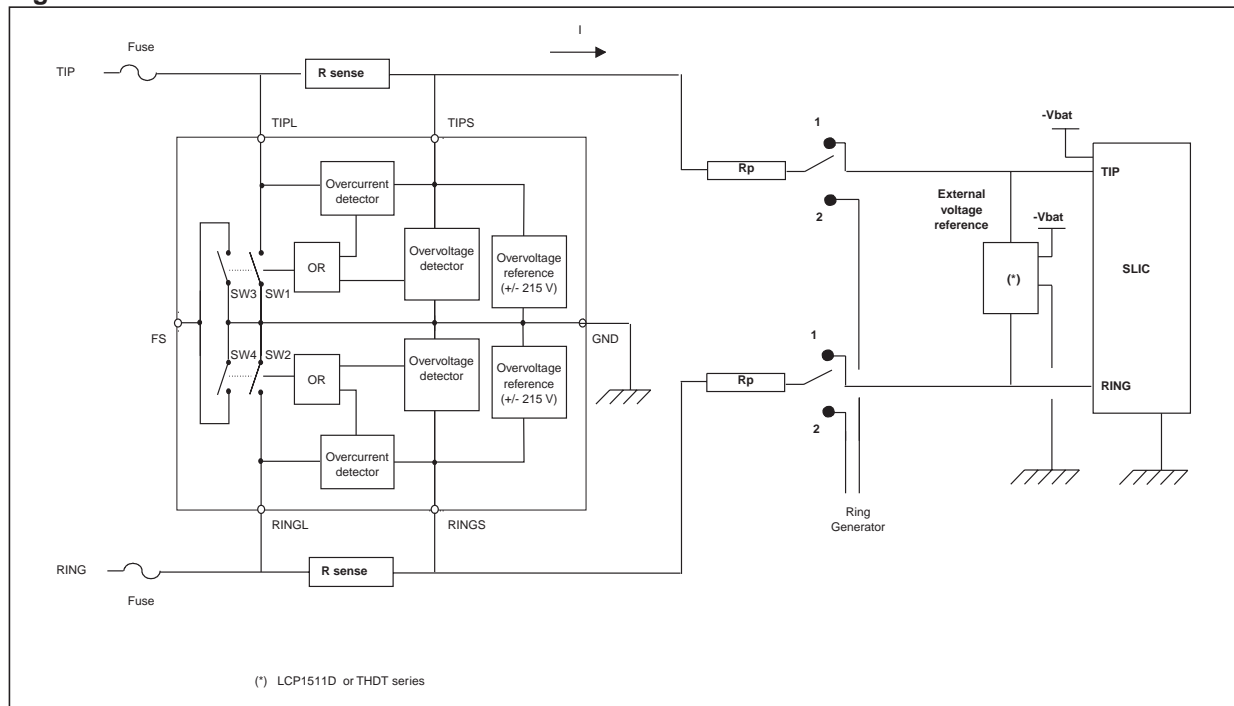 I
Fuse
TIP
R sense
TIPL
TIPS
Overcurrent
detector
OR
Overvoltage
detector
Overvoltage
reference
(+/- 215 V)
SW3
SW1
FS
GND
SW4
SW2
OR
Overvoltage
detector
Overvoltage
reference
(+/- 215 V)
Overcurrent
detector
RINGL
RINGS
RING
R sense
Fuse
1
Rp
2
External
voltage
reference
-Vbat
-Vbat
TIP
(*)
SLIC
1
Rp
RING
2
Ring
Generator
(*) LCP1511D or THDT series